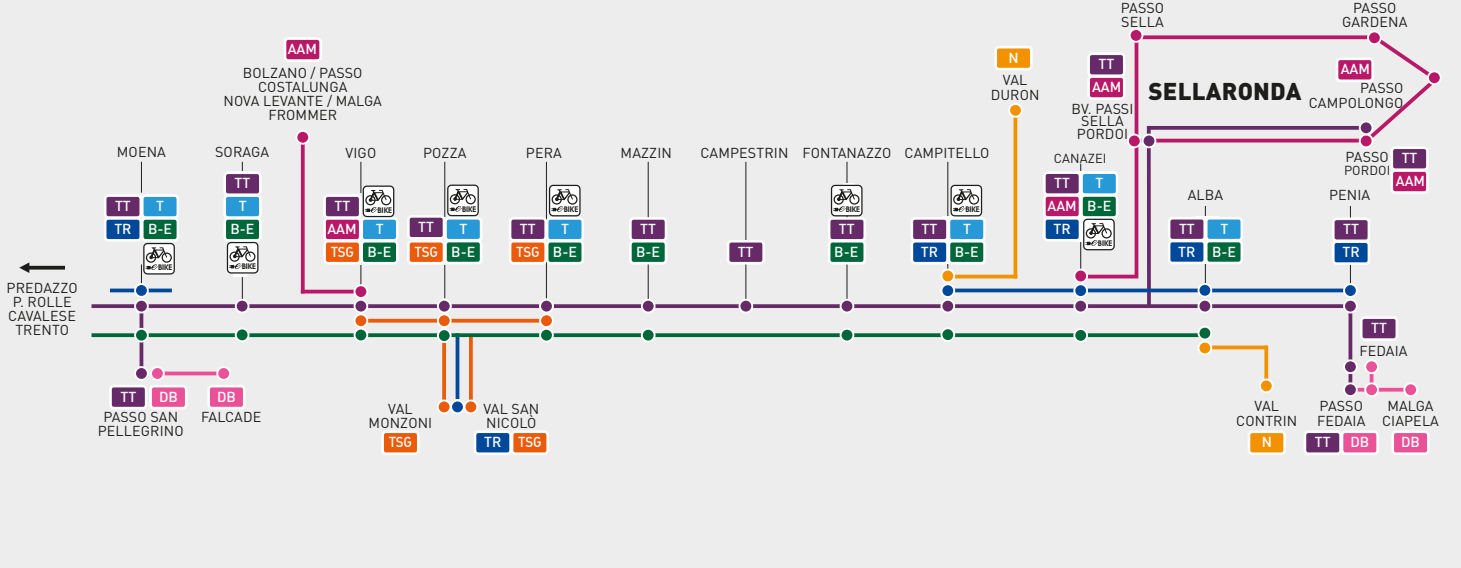 PASSO
SELLA
PASSO
GARDENA
AAM
BOLZANO / PASSO
COSTALUNGA
NOVA LEVANTE / MALGA
FROMMER
N
VAL
DURON
TT
AAM
BV. PASSI
SELLA
PORDOI
SELLARONDA
AAM
PASSO
CAMPOLONGO
PASSO
PORDOI
TT
AAM
MOENA
TT T
TR B-E
BIKE
SORAGA
TT
T
B-E
BIKE
VIGO
BIKE
TT
AAM T
TSG B-E
POZZA
BIKE
TT T
TSG B-E
PERA
BIKE
TT T
TSG B-E
MAZZIN
TT
B-E
CAMPESTRIN
TT
FONTANAZZO
BIKE
TT
B-E
CAMPITELLO
BIKE
TT T
TR B-E
CANAZEI
TT T
AAM B-E
TR
BIKE
ALBA
TT T
TR B-E
PENIA
TT
TR
PREDAZZO
P. ROLLE
CAVALESE
TRENTO
TT DB
PASSO SAN
PELLEGRINO
DB
FALCADE
VAL
MONZONI
TSG
VAL SAN
NICOLÒ
TR TSG
VAL
CONTRIN
N
TT
FEDAIA
PASSO
FEDAIA
TT DB
MALGA
CIAPELA
DB